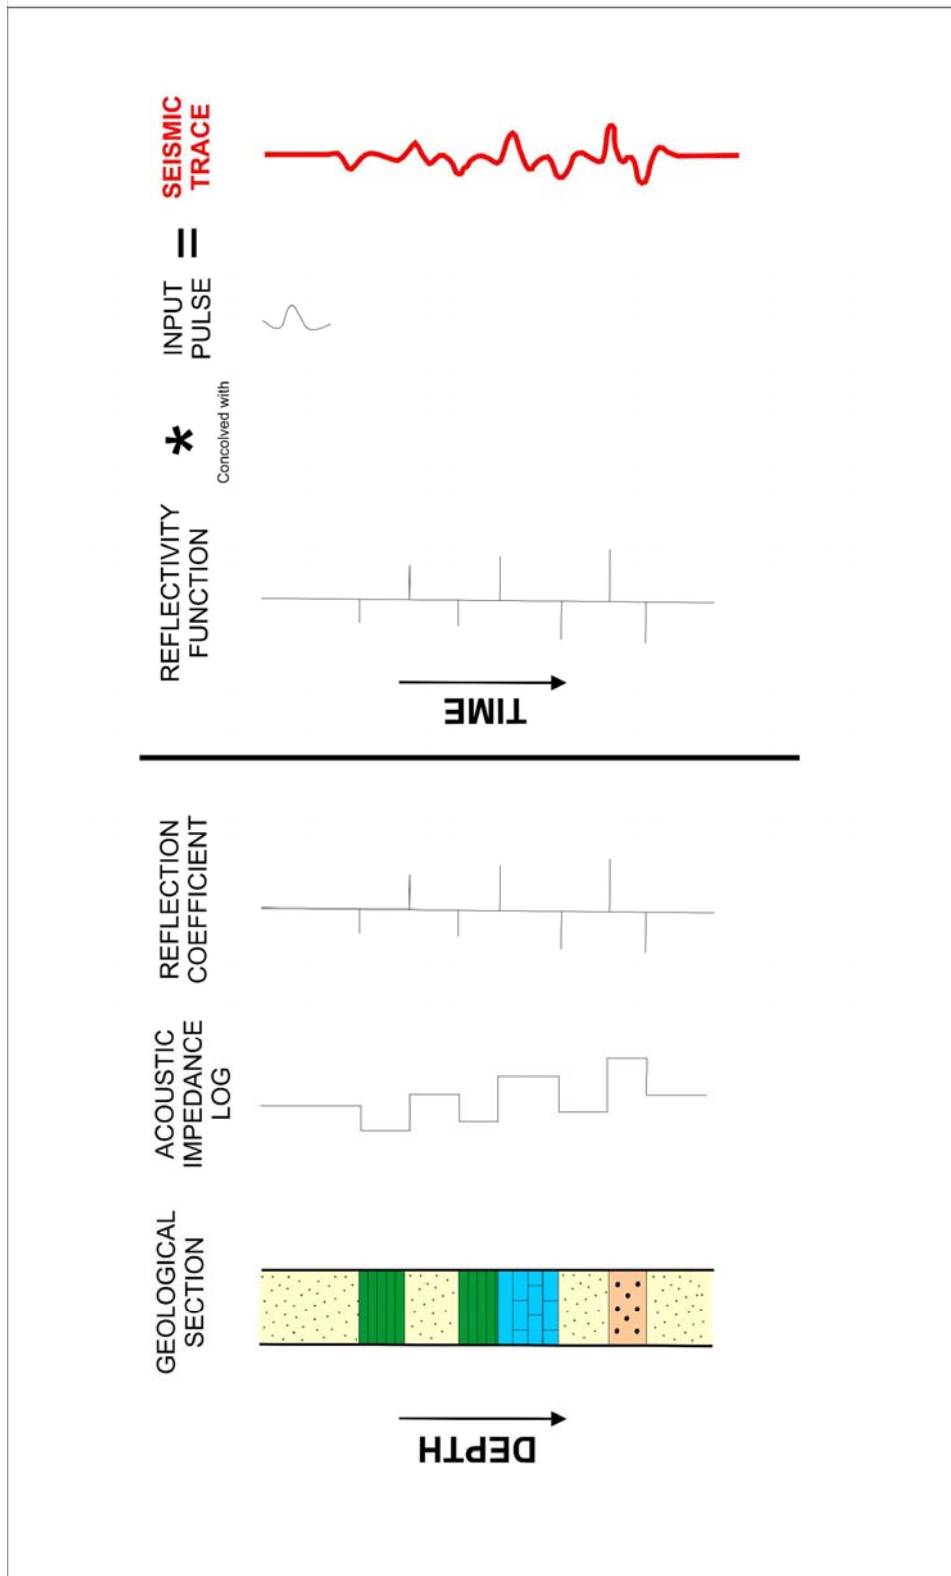 DEPTH
GEOLOGICAL
SECTION
ACOUSTIC
IMPEDANCE
LOG
REFLECTION
COEFFICIENT
TIME
REFLECTIVITY
FUNCTION
*
Concolved with
INPUT
PULSE
=
SEISMIC
TRACE